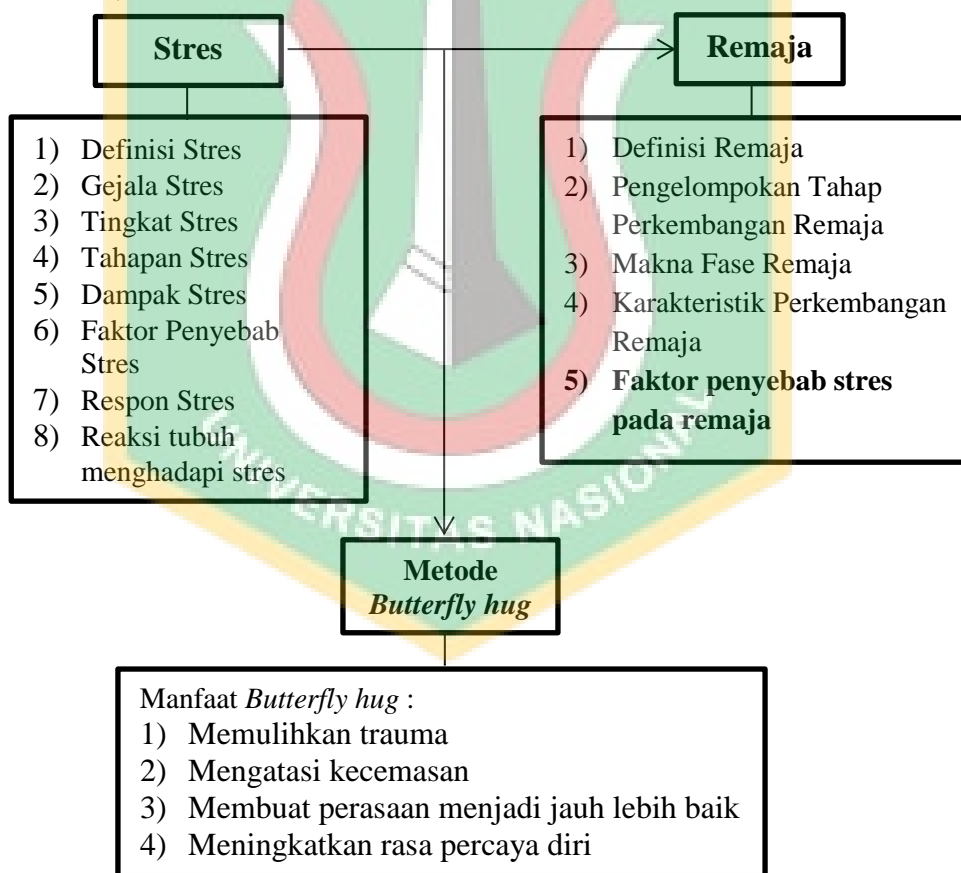 Stres
Remaja
1) Definisi Stres
2) Gejala Stres
3) Tingkat Stres
4) Tahapan Stres
5) Dampak Stres
6) Faktor Penyebab
Stres
7) Respon Stres
8) Reaksi tubuh
menghadapi stres
1) Definisi Remaja
2) Pengelompokan Tahap
Perkembangan Remaja
3) Makna Fase Remaja
4) Karakteristik Perkembangan
Remaja
5) Faktor penyebab stres
pada remaja
UNIVERSITAS NASIONAL
Metode
Butterfly hug
Manfaat Butterfly hug :
1) Memulihkan trauma
2) Mengatasi kecemasan
3) Membuat perasaan menjadi jauh lebih baik
4) Meningkatkan rasa percaya diri